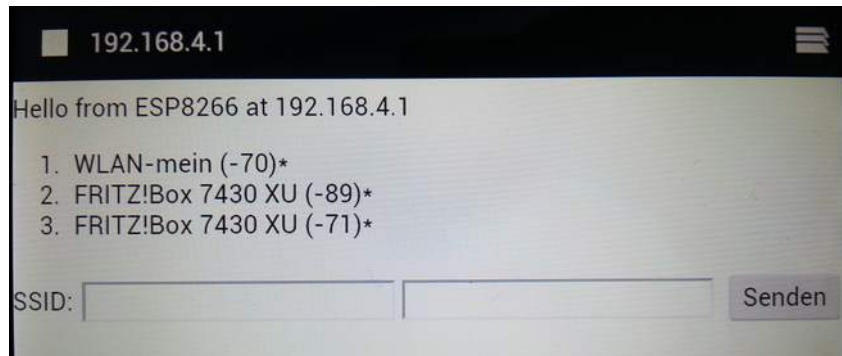 192.168.4.1
Hello from ESP8266 at 192.168.4.1
1. WLAN-mein (-70)*
2. FRITZ!Box 7430 XU (-89)*
3. FRITZ!Box 7430 XU (-71)*
SSID: Senden